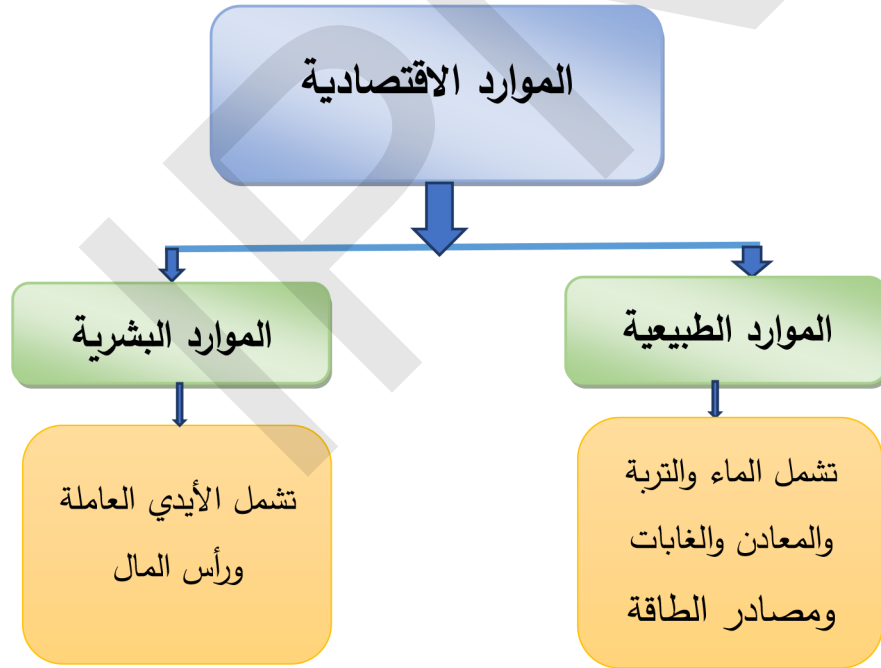 الموارد الاقتصادية
الموارد الطبيعية
الموارد البشرية
تشمل الماء والتربة
والمعادن والغابات
ومصادر الطاقة
تشمل الأيدي العاملة
ورأس المال